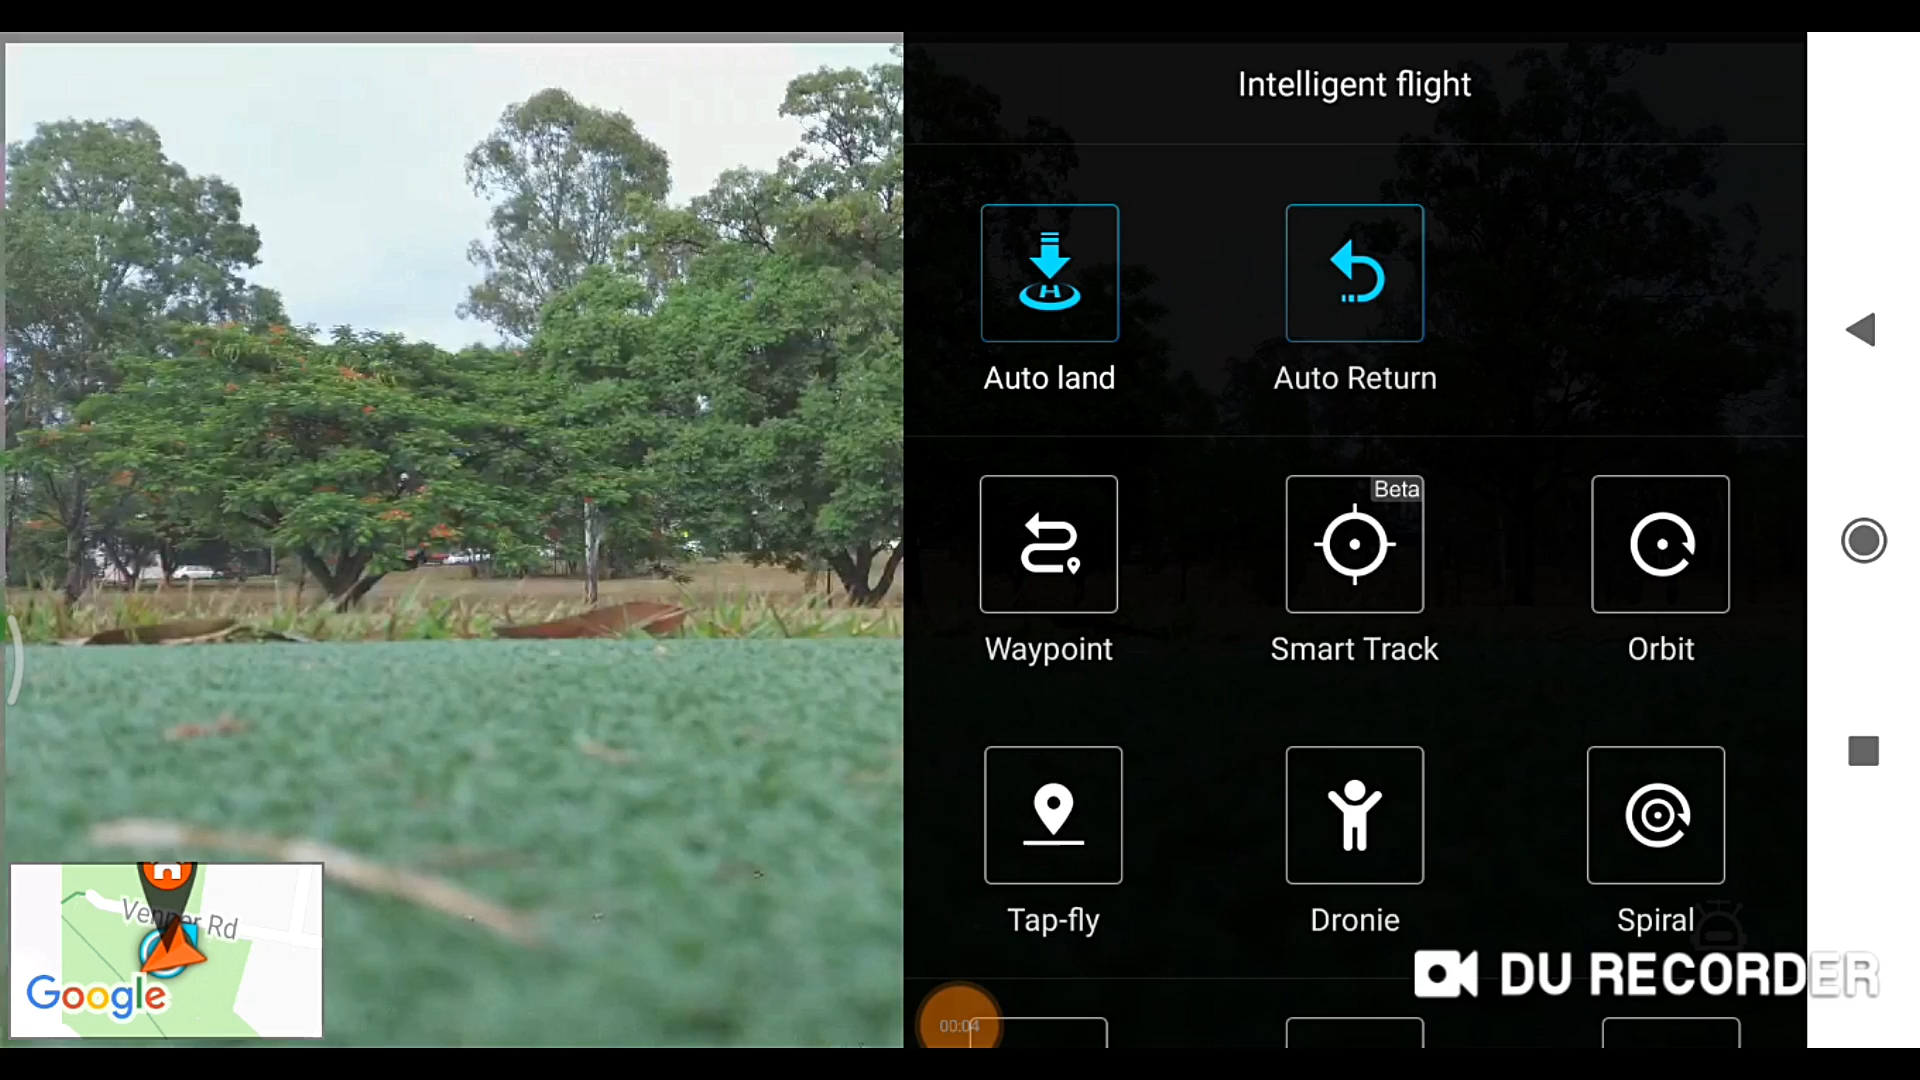 Intelligent flight
Auto land
Auto Return
Beta
Waypoint
Smart Track
Orbit
Tap-fly
Dronie
Spiral
Venner Rd
Google
DU RECORDER
00:04